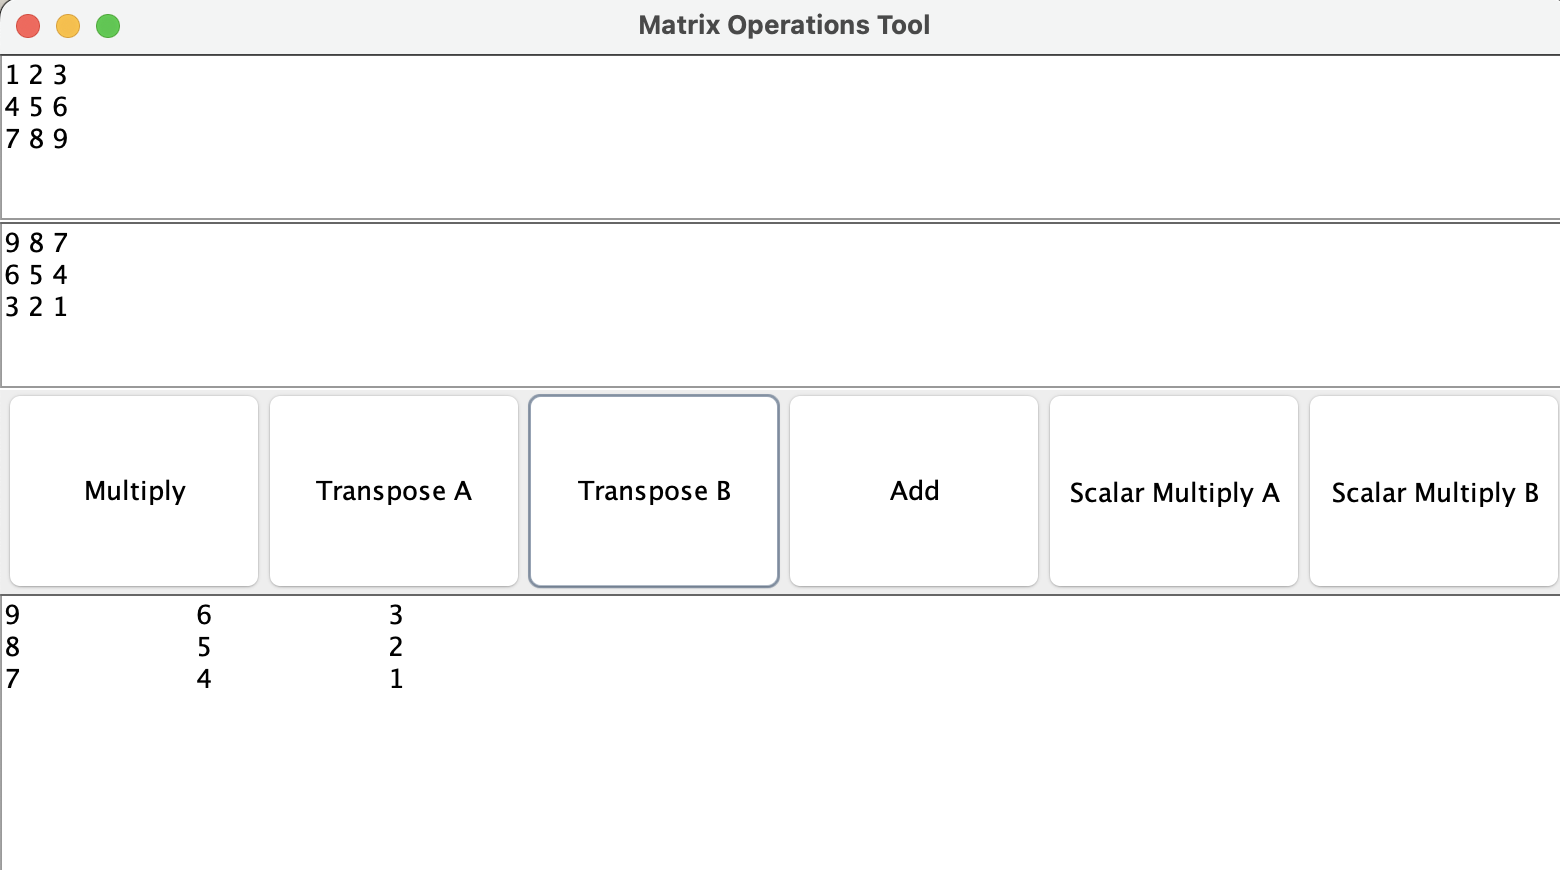 Matrix Operations Tool
1 2 3
4 5 6
7 8 9
9 8 7
6 5 4
3 2 1
Multiply Transpose A Transpose B Add Scalar Multiply A Scalar Multiply B
9 6 3
8 5 2
7 4 1